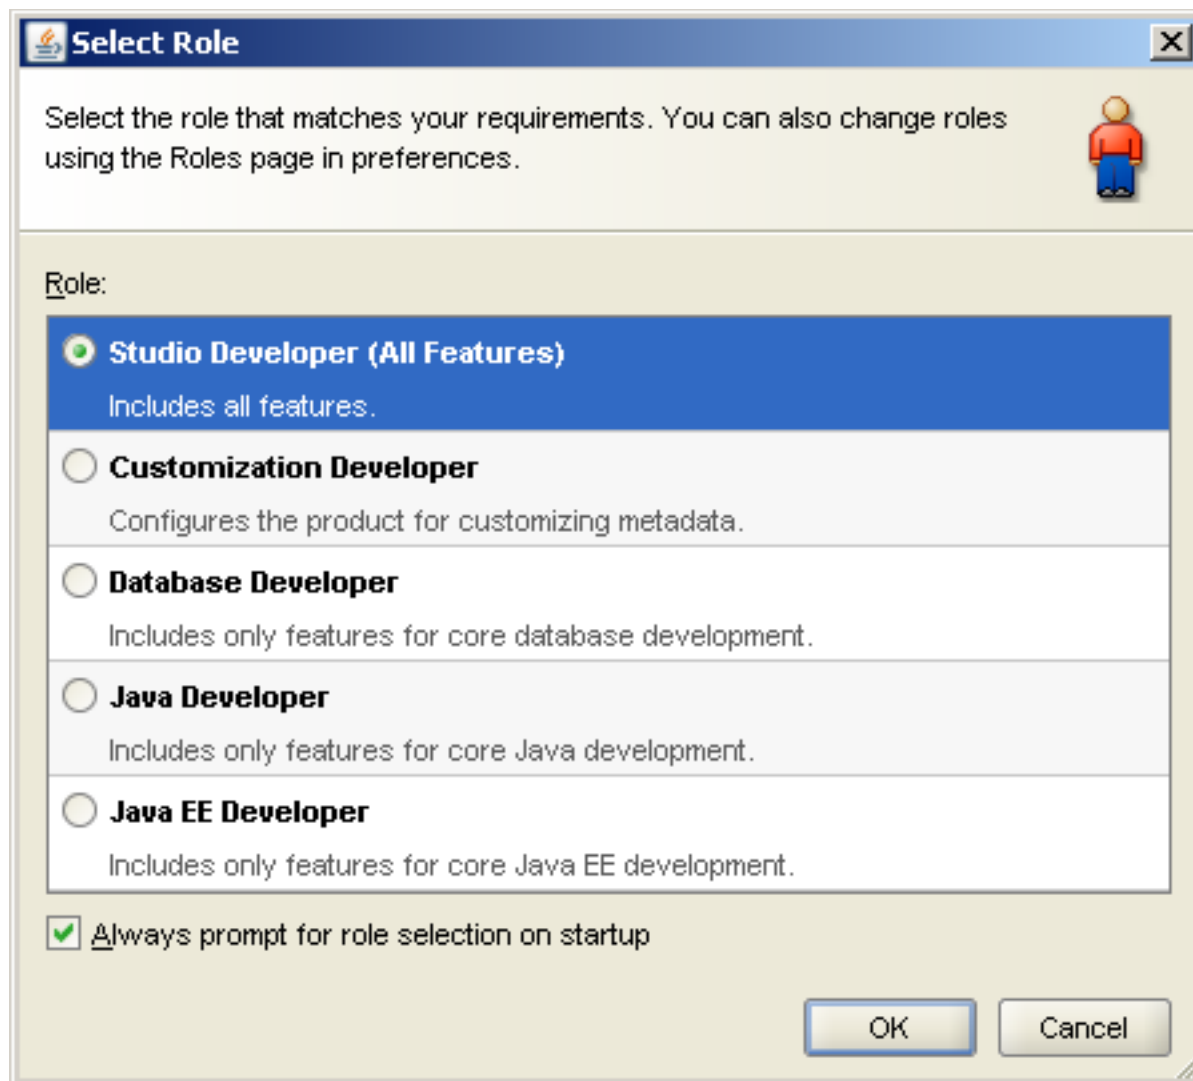 Select Role
Select the role that matches your requirements. You can also change roles
using the Roles page in preferences.
Role:
Studio Developer (All Features)
Includes all features.
Customization Developer
Configures the product for customizing metadata.
Database Developer
Includes only features for core database development.
Java Developer
Includes only features for core Java development.
Java EE Developer
Includes only features for core Java EE development.
Always prompt for role selection on startup
OK Cancel